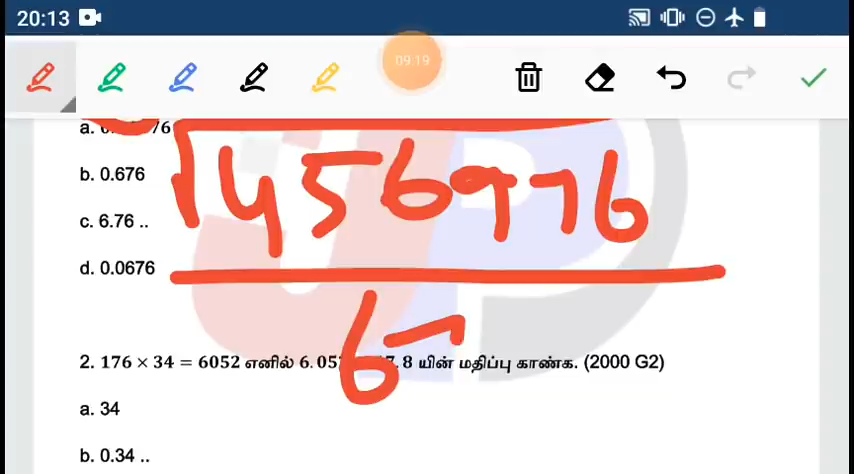 20:13
09:19
a.
b. 0.676
456976
c. 6.76 ..
d. 0.0676
6
2. 176 × 34 = 6052 எனில் 6.05 .8 யின் மதிப்பு காண்க. (2000 G2)
a. 34
b. 0.34 ..